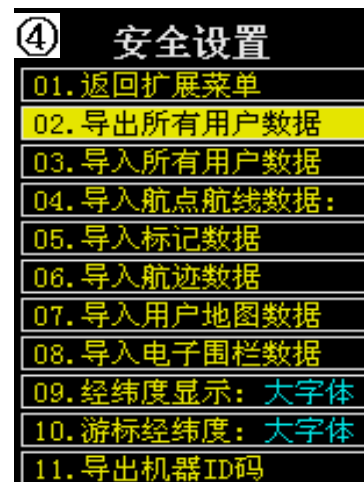 ④ 安全设置
01.返回扩展菜单
02.导出所有用户数据
03.导入所有用户数据
04.导入航点航线数据：
05.导入标记数据
06.导入航迹数据
07.导入用户地图数据
08.导入电子围栏数据
09.经纬度显示：大字体
10.游标经纬度：大字体
11.导出机器ID码